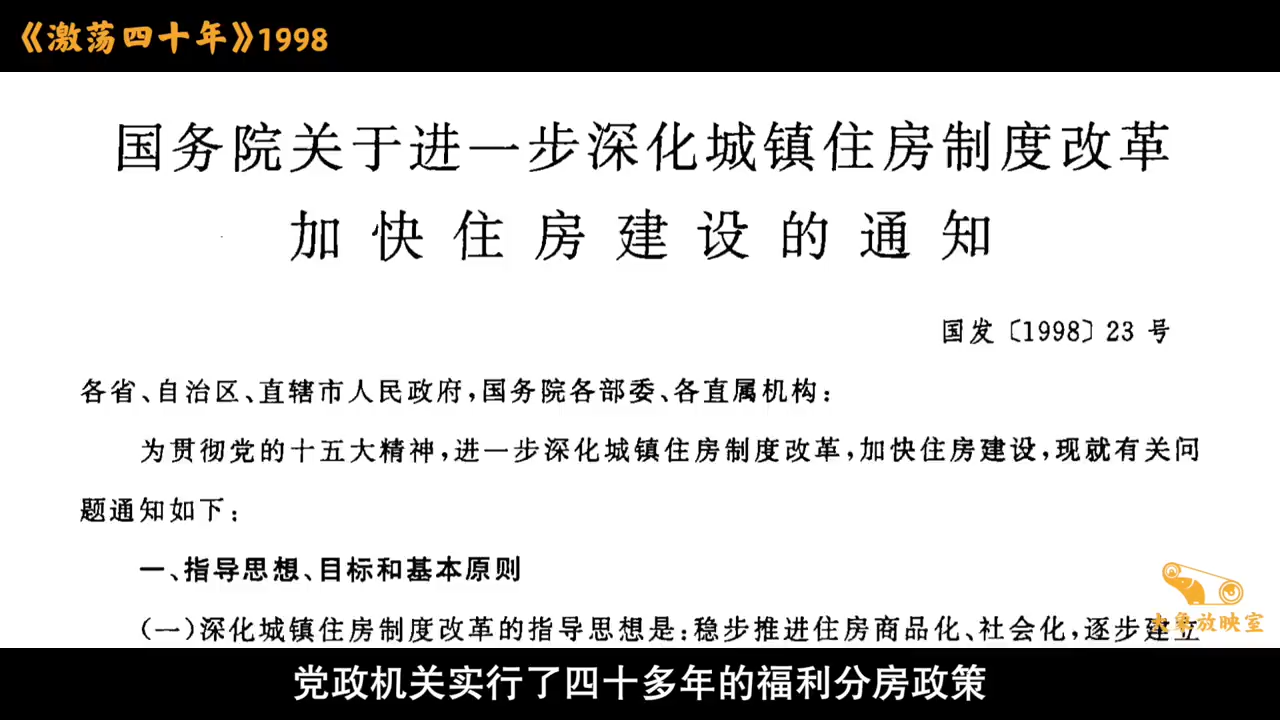 《激荡四十年》1998
国务院关于进一步深化城镇住房制度改革
加快住房建设的通知
国发〔1998〕23 号
各省、自治区、直辖市人民政府,国务院各部委、各直属机构:
为贯彻党的十五大精神,进一步深化城镇住房制度改革,加快住房建设,现就有关问
题通知如下:
一、指导思想、目标和基本原则
(一)深化城镇住房制度改革的指导思想是:稳步推进住房商品化、社会化,逐步建立
大象放映室
党政机关实行了四十多年的福利分房政策